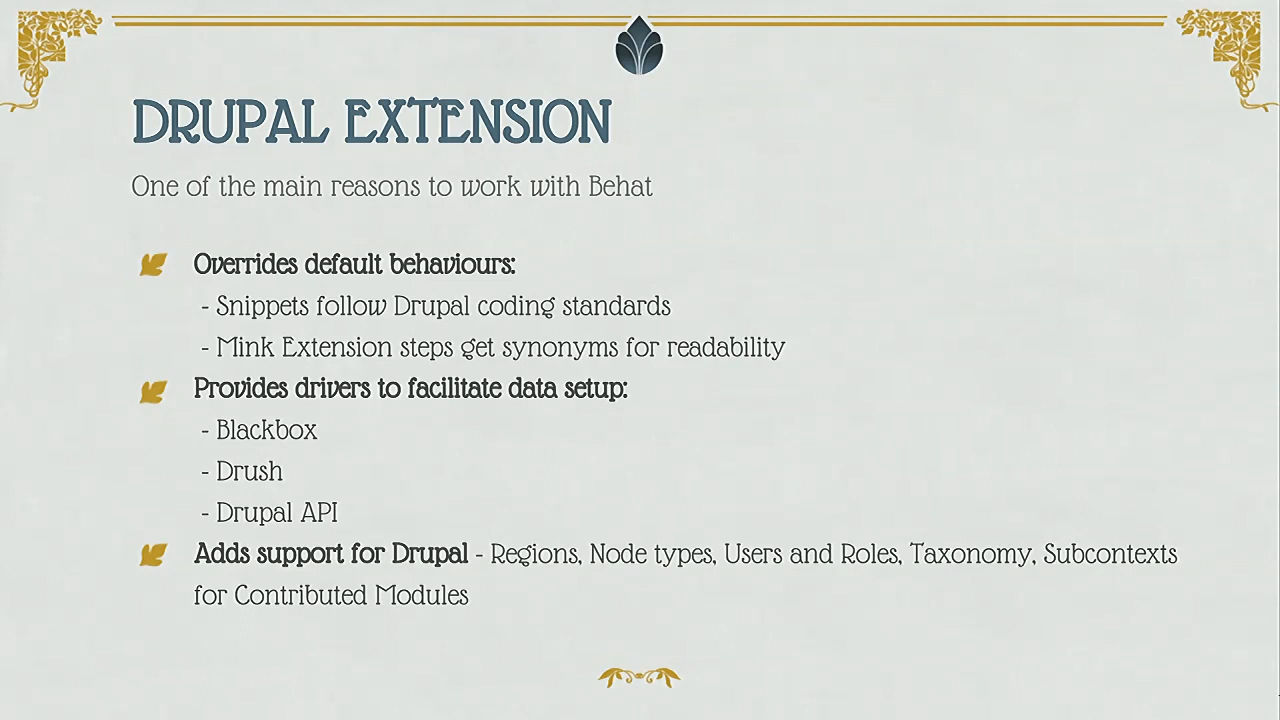 DRUPAL EXTENSION
One of the main reasons to work with Behat
Overrides default behaviours:
- Snippets follow Drupal coding standards
- Mink Extension steps get synonyms for readability
Provides drivers to facilitate data setup:
- Blackbox
- Drush
- Drupal API
Adds support for Drupal - Regions, Node types, Users and Roles, Taxonomy, Subcontexts
for Contributed Modules